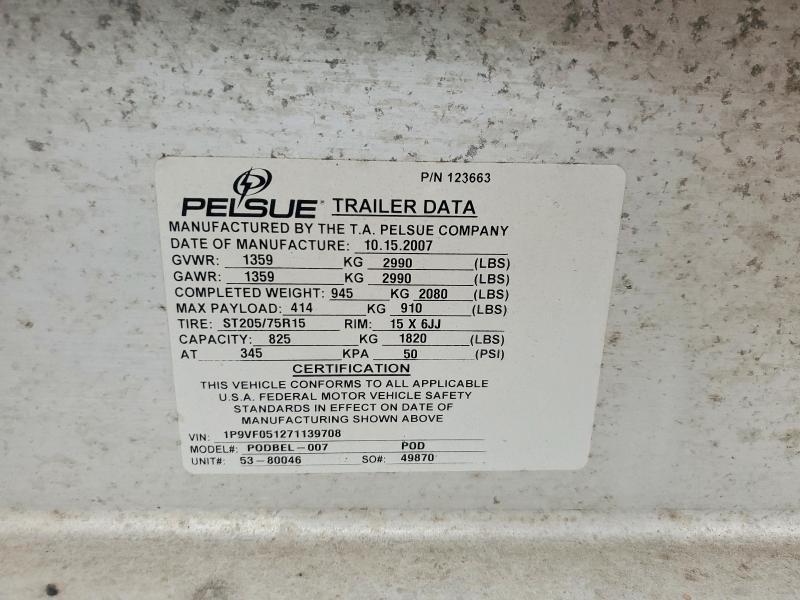 P/N 123663
PELSUE® TRAILER DATA
MANUFACTURED BY THE T.A. PELSUE COMPANY
DATE OF MANUFACTURE: 10.15.2007
GVWR: 1359 KG 2990 (LBS)
GAWR: 1359 KG 2990 (LBS)
COMPLETED WEIGHT: 945 KG 2080 (LBS)
MAX PAYLOAD: 414 KG 910 (LBS)
TIRE: ST205/75R15 RIM: 15 X 6JJ
CAPACITY: 825 KG 1820 (LBS)
AT 345 KPA 50 (PSI)
CERTIFICATION
THIS VEHICLE CONFORMS TO ALL APPLICABLE
U.S.A. FEDERAL MOTOR VEHICLE SAFETY
STANDARDS IN EFFECT ON DATE OF
MANUFACTURING SHOWN ABOVE
VIN: 1P9VF051271139708
MODEL#: PODBEL-007 POD
UNIT#: 53-80046 SO#: 49870